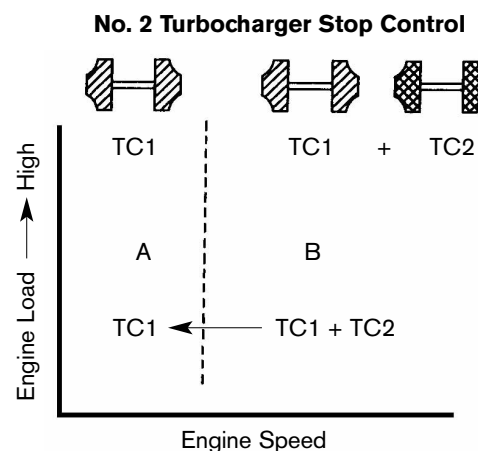 No. 2 Turbocharger Stop Control
TC1 TC1 + TC2
A B
TC1 TC1 + TC2
Engine Load High
Engine Speed